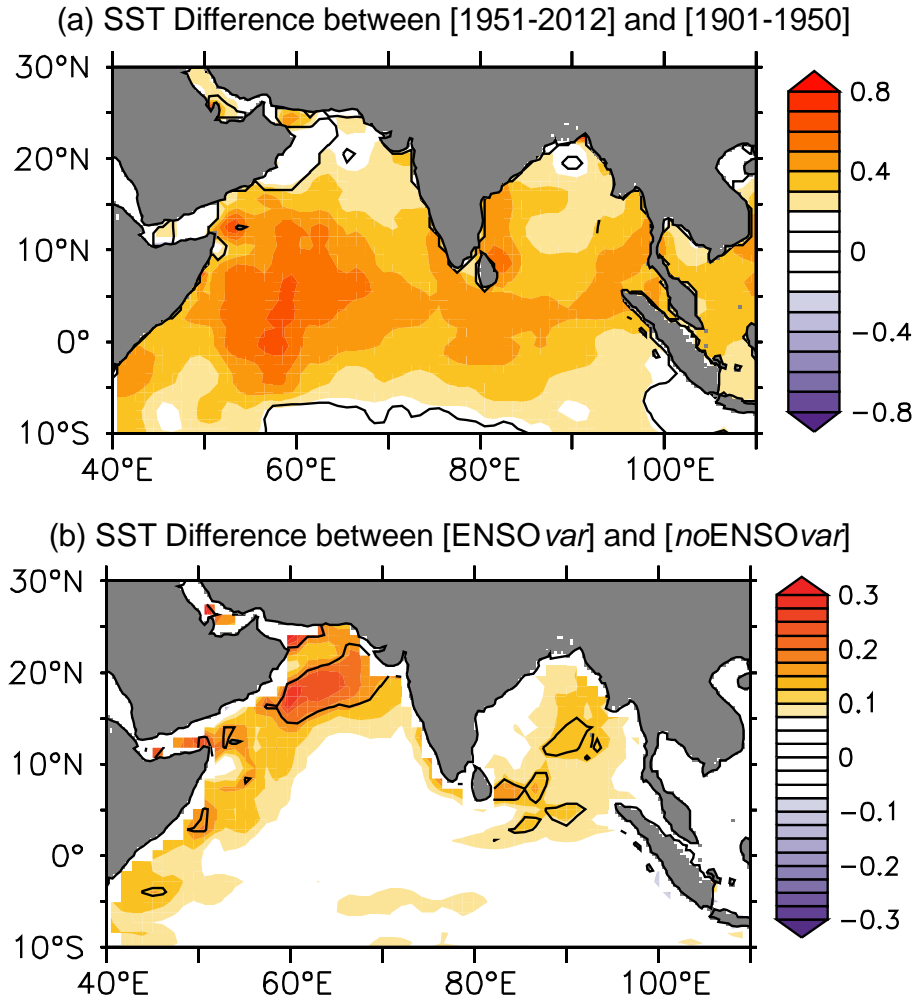 (a) SST Difference between [1951-2012] and [1901-1950]
30°N
20°N
10°N
0°
10°S
40°E
60°E
80°E
100°E
0.8
0.4
0
−0.4
−0.8
(b) SST Difference between [ENSOvar] and [noENSOvar]
30°N
20°N
10°N
0°
10°S
40°E
60°E
80°E
100°E
0.3
0.2
0.1
0
−0.1
−0.2
−0.3